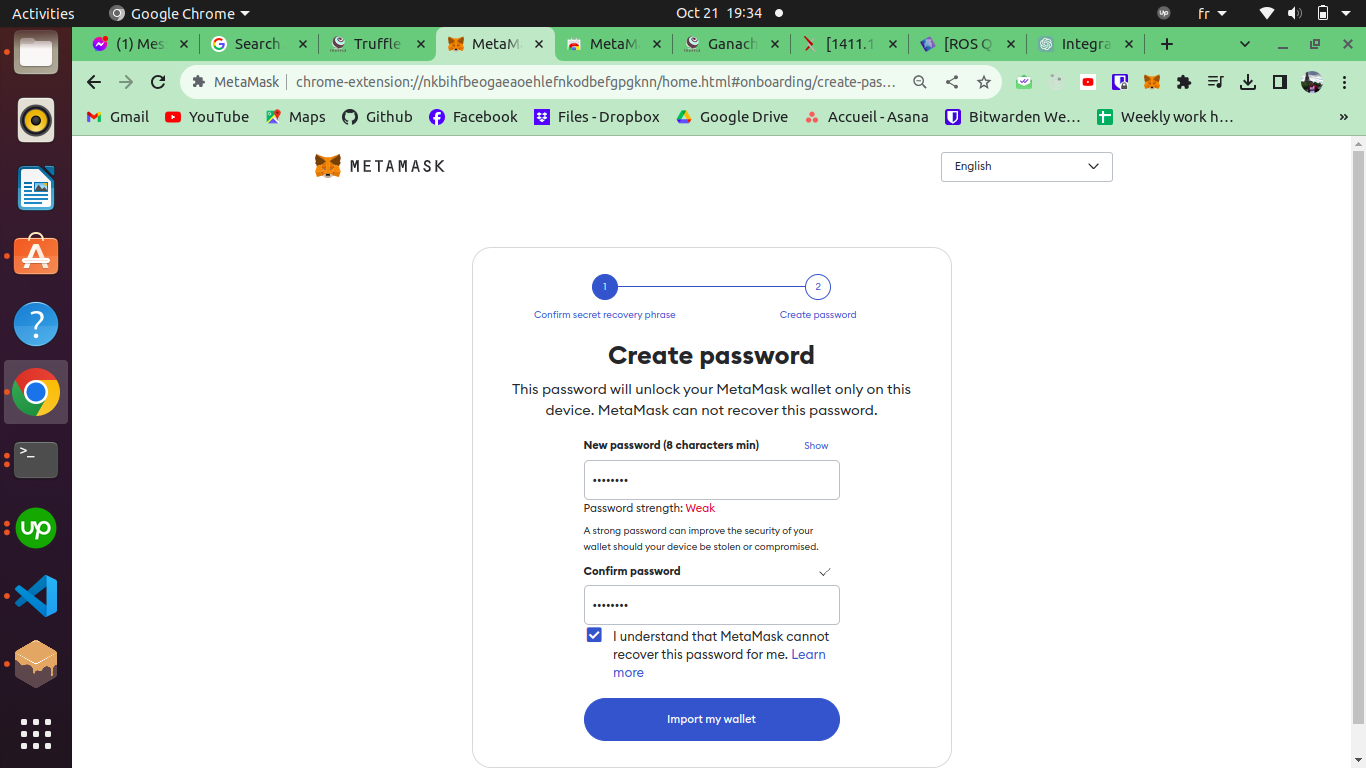 Activities
Google Chrome
Oct 21 19:34
fr
(1) Mes
Search
Truffle
MetaM
MetaM
Ganach
[1411.1
[ROS Q
Integra
MetaMask
chrome-extension://nkbihfbeogaeaoehlefnkodbefgpgknn/home.html#onboarding/create-pas...
Gmail
YouTube
Maps
Github
Facebook
Files - Dropbox
Google Drive
Accueil - Asana
Bitwarden We...
Weekly work h...
»
METAMASK
English
1
2
Confirm secret recovery phrase
Create password
Create password
This password will unlock your MetaMask wallet only on this
device. MetaMask can not recover this password.
New password (8 characters min)
Show
••••••••
Password strength: Weak
A strong password can improve the security of your
wallet should your device be stolen or compromised.
Confirm password
••••••••
I understand that MetaMask cannot
recover this password for me. Learn
more
Import my wallet